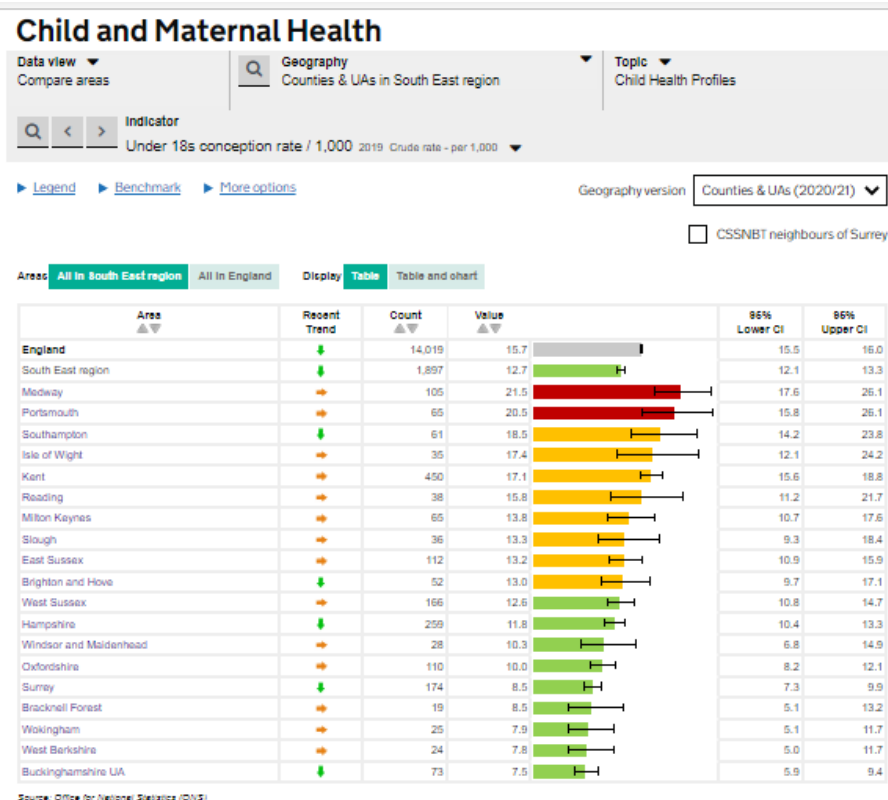 Child and Maternal Health
Data view Geography Topic
Compare areas Counties & UAs in South East region Child Health Profiles
Indicator
Under 18s conception rate / 1,000 2019 Crude rate - per 1,000
Legend Benchmark More options Geography version Counties & UAs (2020/21)
CSSNBT neighbours of Surrey
Areas All in South East region All in England Display Table Table and chart
Area Recent Trend Count Value 95% Lower CI 95% Upper CI
England 14,019 15.7 15.5 16.0
South East region 1,897 12.7 12.1 13.3
Medway 105 21.5 17.6 26.1
Portsmouth 65 20.5 15.8 26.1
Southampton 61 18.5 14.2 23.8
Isle of Wight 35 17.4 12.1 24.2
Kent 450 17.1 15.6 18.8
Reading 38 15.8 11.2 21.7
Milton Keynes 65 13.8 10.7 17.6
Slough 36 13.3 9.3 18.4
East Sussex 112 13.2 10.9 15.9
Brighton and Hove 52 13.0 9.7 17.1
West Sussex 166 12.6 10.8 14.7
Hampshire 259 11.8 10.4 13.3
Windsor and Maidenhead 28 10.3 6.8 14.9
Oxfordshire 110 10.0 8.2 12.1
Surrey 174 8.5 7.3 9.9
Bracknell Forest 19 8.5 5.1 13.2
Wokingham 25 7.9 5.1 11.7
West Berkshire 24 7.8 5.0 11.7
Buckinghamshire UA 73 7.5 5.9 9.4
Source: Office for National Statistics (ONS)